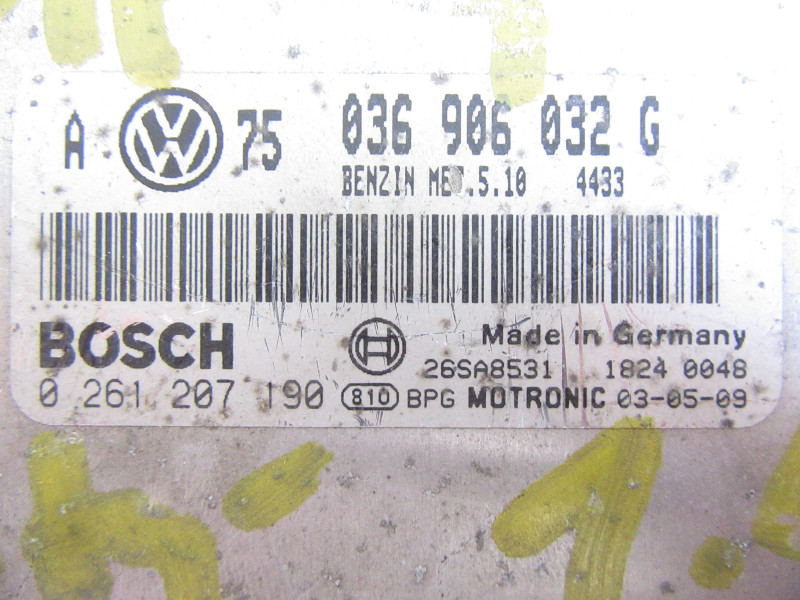 A VW 75 036 906 032 G
BENZIN 5.10 4433
BOSCH Made in Germany
26SA8531 1824 0048
0 261 207 190 810 BPG MOTRONIC 03-05-09